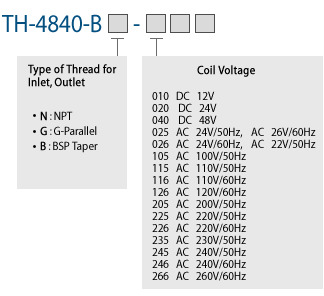 TH-4840-B □ - □ □ □
Type of Thread for
Inlet, Outlet
• N : NPT
• G : G-Parallel
• B : BSP Taper
Coil Voltage
010 DC 12V
020 DC 24V
040 DC 48V
025 AC 24V/50Hz, AC 26V/60Hz
026 AC 24V/60Hz, AC 22V/50Hz
105 AC 100V/50Hz
115 AC 110V/50Hz
116 AC 110V/60Hz
126 AC 120V/60Hz
205 AC 200V/50Hz
225 AC 220V/50Hz
226 AC 220V/60Hz
235 AC 230V/50Hz
245 AC 240V/50Hz
246 AC 240V/60Hz
266 AC 260V/60Hz